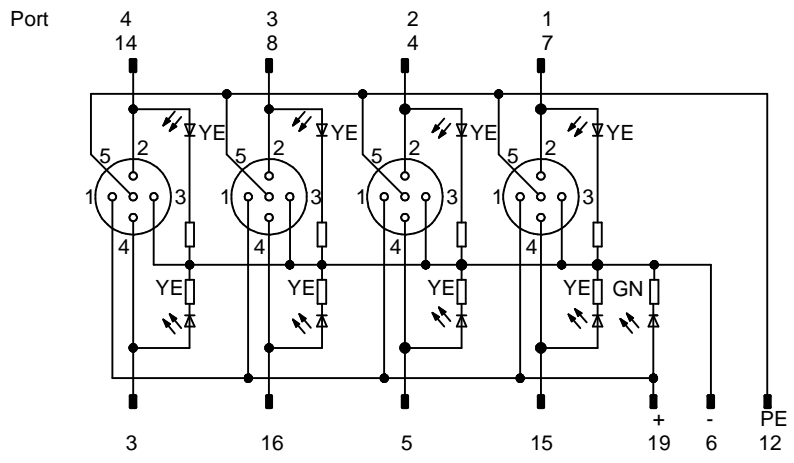 Port 4 3 2 1
14 8 4 7
YE YE YE YE
5 2 5 2 5 2 5 2
1 3 1 3 1 3 1 3
4 4 4 4
YE YE YE YE GN
+ - PE
3 16 5 15 19 6 12